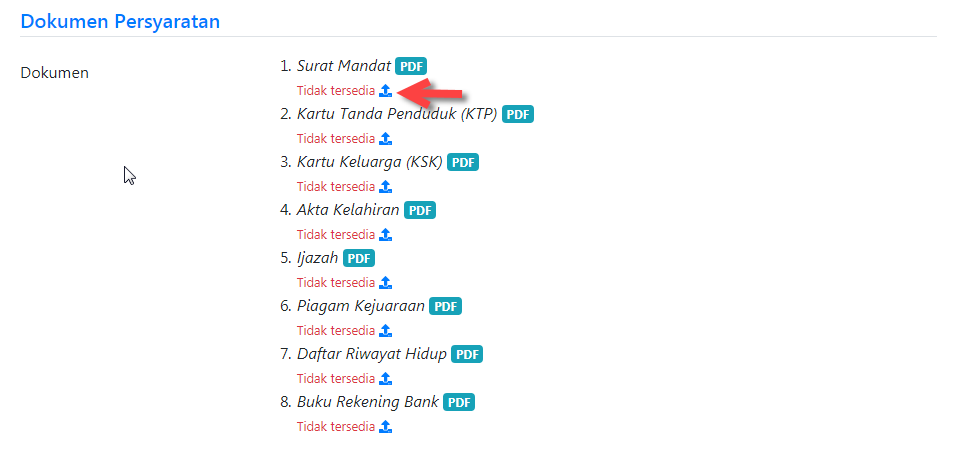 Dokumen Persyaratan
Dokumen
1. Surat Mandat PDF
Tidak tersedia
2. Kartu Tanda Penduduk (KTP) PDF
Tidak tersedia
3. Kartu Keluarga (KSK) PDF
Tidak tersedia
4. Akta Kelahiran PDF
Tidak tersedia
5. Ijazah PDF
Tidak tersedia
6. Piagam Kejuaraan PDF
Tidak tersedia
7. Daftar Riwayat Hidup PDF
Tidak tersedia
8. Buku Rekening Bank PDF
Tidak tersedia